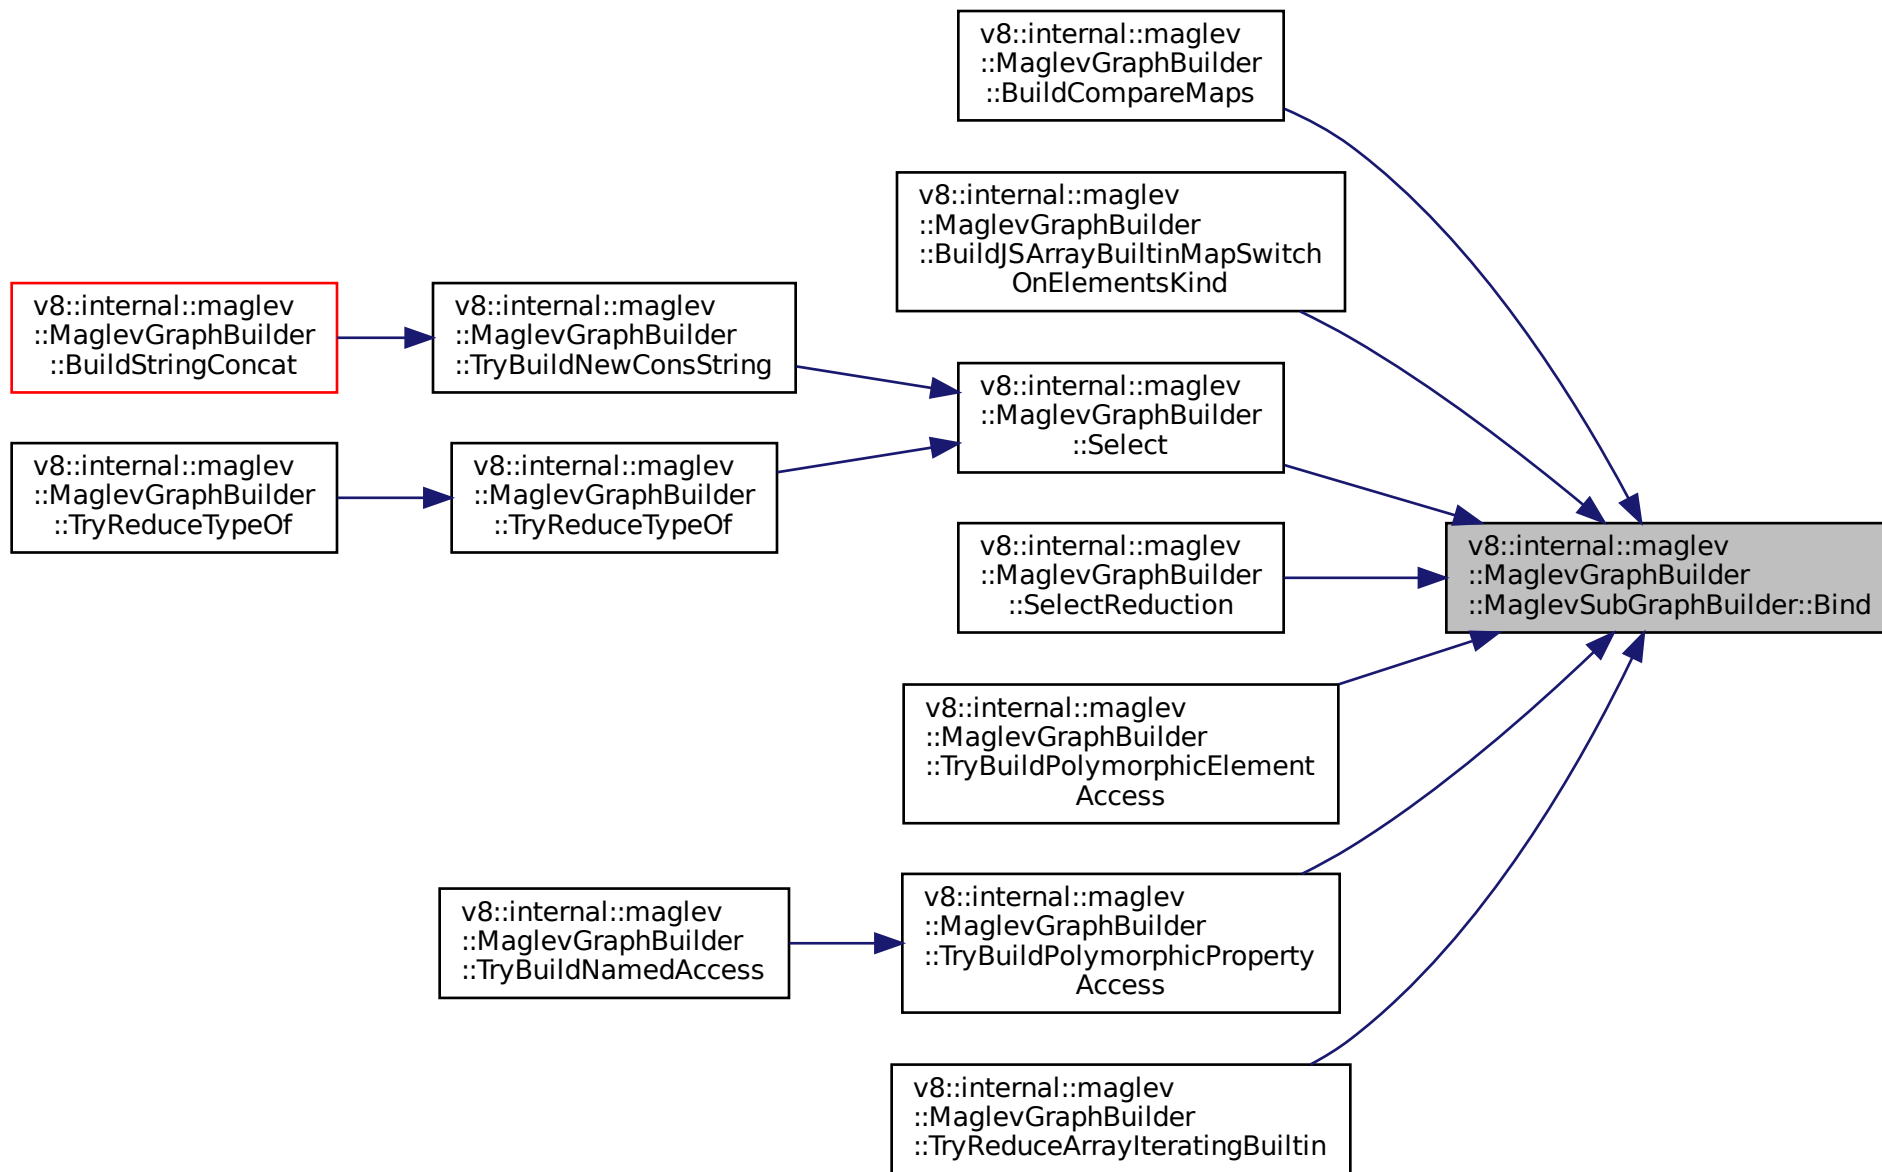 v8::internal::maglev
::MaglevGraphBuilder
::BuildCompareMaps
v8::internal::maglev
::MaglevGraphBuilder
::BuildJSArrayBuiltinMapSwitch
OnElementsKind
v8::internal::maglev
::MaglevGraphBuilder
::BuildStringConcat
v8::internal::maglev
::MaglevGraphBuilder
::TryBuildNewConsString
v8::internal::maglev
::MaglevGraphBuilder
::Select
v8::internal::maglev
::MaglevGraphBuilder
::TryReduceTypeOf
v8::internal::maglev
::MaglevGraphBuilder
::TryReduceTypeOf
v8::internal::maglev
::MaglevGraphBuilder
::SelectReduction
v8::internal::maglev
::MaglevGraphBuilder
::MaglevSubGraphBuilder::Bind
v8::internal::maglev
::MaglevGraphBuilder
::TryBuildPolymorphicElement
Access
v8::internal::maglev
::MaglevGraphBuilder
::TryBuildNamedAccess
v8::internal::maglev
::MaglevGraphBuilder
::TryBuildPolymorphicProperty
Access
v8::internal::maglev
::MaglevGraphBuilder
::TryReduceArrayIteratingBuiltin